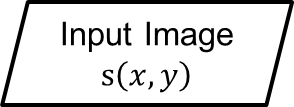 Input Image
s(x, y)